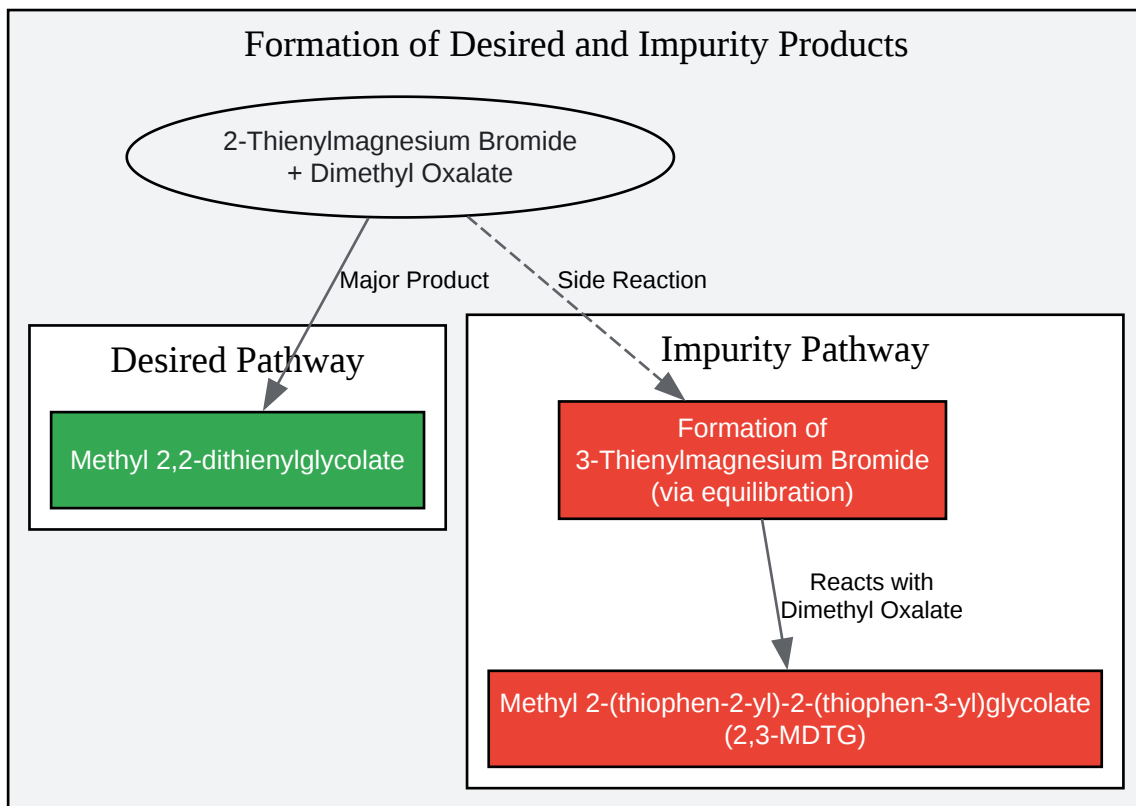 Formation of Desired and Impurity Products
2-Thienylmagnesium Bromide
+ Dimethyl Oxalate
Major Product
Side Reaction
Desired Pathway
Methyl 2,2-dithienylglycolate
Impurity Pathway
Formation of
3-Thienylmagnesium Bromide
(via equilibration)
Reacts with
Dimethyl Oxalate
Methyl 2-(thiophen-2-yl)-2-(thiophen-3-yl)glycolate
(2,3-MDTG)